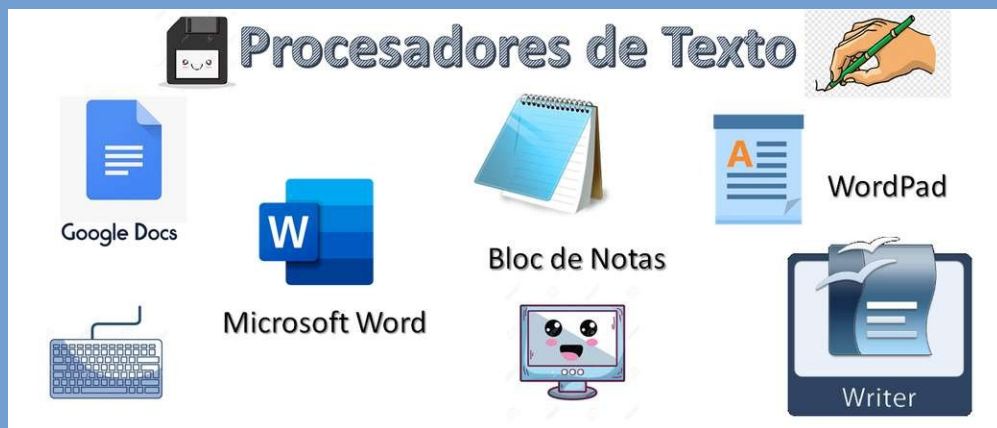 Procesadores de Texto
Google Docs
W
Microsoft Word
Bloc de Notas
A
WordPad
Writer